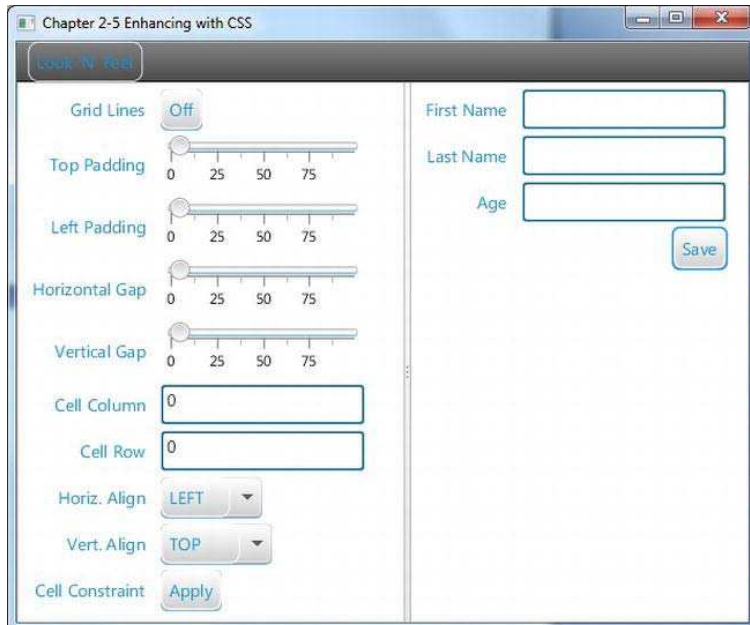 Chapter 2-5 Enhancing with CSS
Look 'N' Feel
Grid Lines Off
Top Padding
0 25 50 75
Left Padding
0 25 50 75
Horizontal Gap
0 25 50 75
Vertical Gap
0 25 50 75
Cell Column 0
Cell Row 0
Horiz. Align LEFT
Vert. Align TOP
Cell Constraint Apply
First Name
Last Name
Age
Save